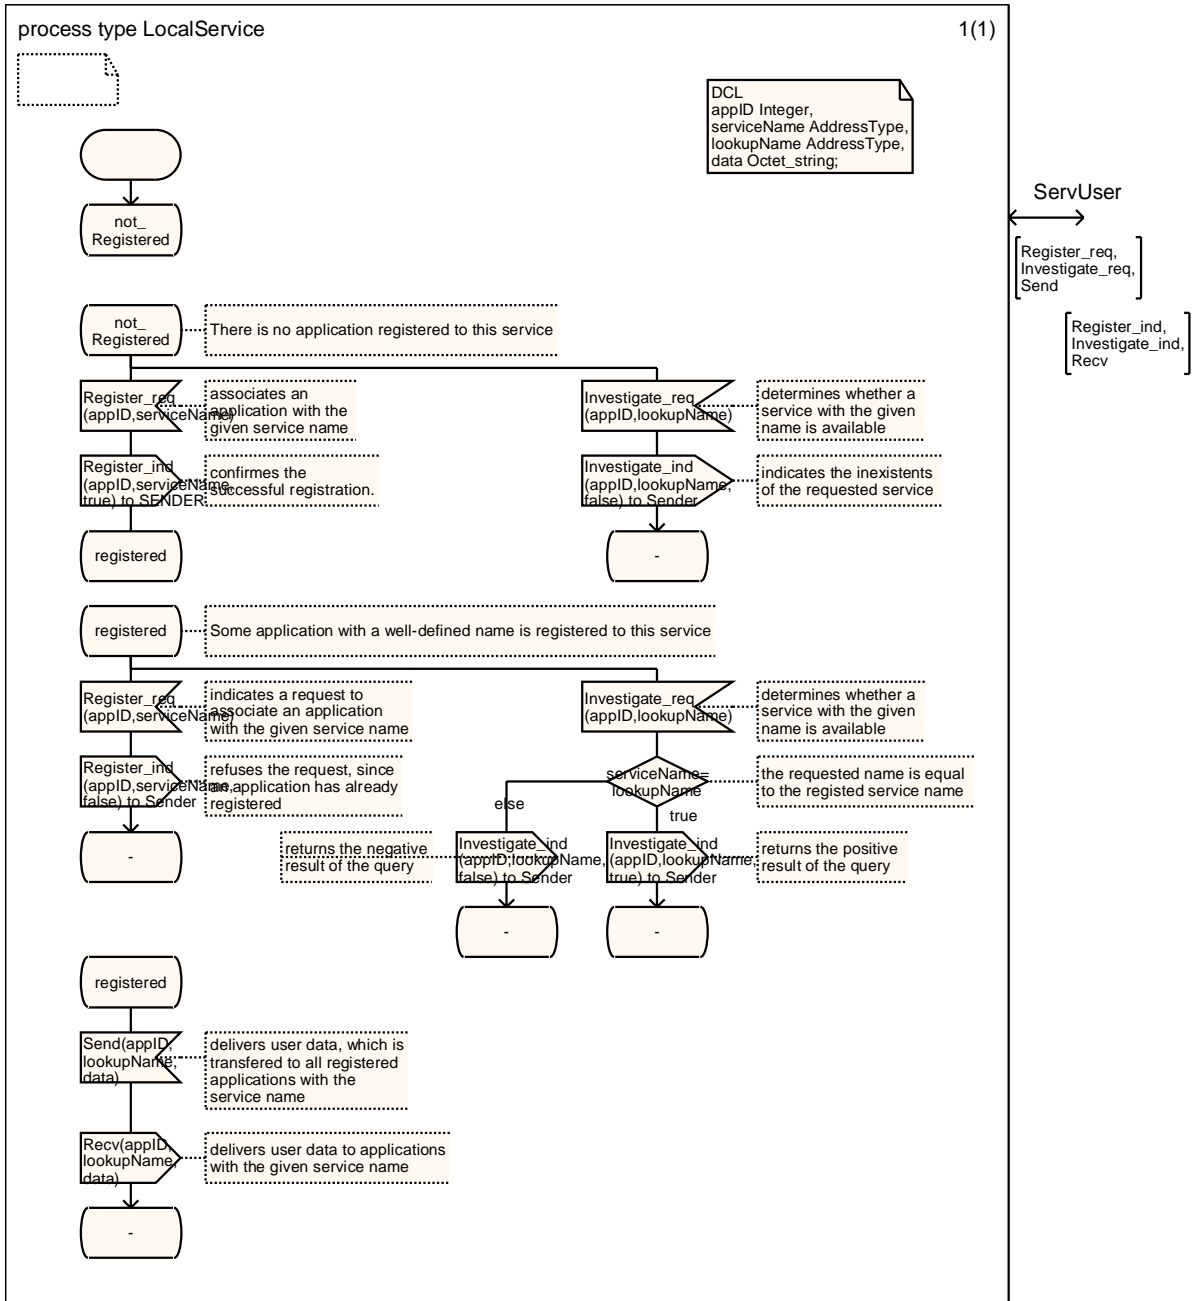 process type LocalService
1(1)
DCL
appID Integer,
serviceName AddressType,
lookupName AddressType,
data Octet_string;
ServUser
Register_req,
Investigate_req,
Send
Register_ind,
Investigate_ind,
Recv
not_
Registered
not_
Registered
There is no application registered to this service
Register_req
(appID,serviceName)
associates an
application with the
given service name
Investigate_req
(appID,lookupName)
determines whether a
service with the given
name is available
Register_ind
(appID,serviceName,
true) to SENDER
confirmes the
successful registration.
Investigate_ind
(appID,lookupName,
false) to Sender
indicates the inexistents
of the requested service
registered
-
registered
Some application with a well-defined name is registered to this service
Register_req
(appID,serviceName)
indicates a request to
associate an application
with the given service name
Investigate_req
(appID,lookupName)
determines whether a
service with the given
name is available
Register_ind
(appID,serviceName,
false) to Sender
refuses the request, since
an application has already
registered
serviceName=
lookupName
the requested name is equal
to the registed service name
else
true
-
returns the negative
result of the query
Investigate_ind
(appID,lookupName,
false) to Sender
Investigate_ind
(appID,lookupName,
true) to Sender
returns the positive
result of the query
-
-
registered
Send(appID,
lookupName,
data)
delivers user data, which is
transfered to all registered
applications with the
service name
Recv(appID,
lookupName,
data)
delivers user data to applications
with the given service name
-